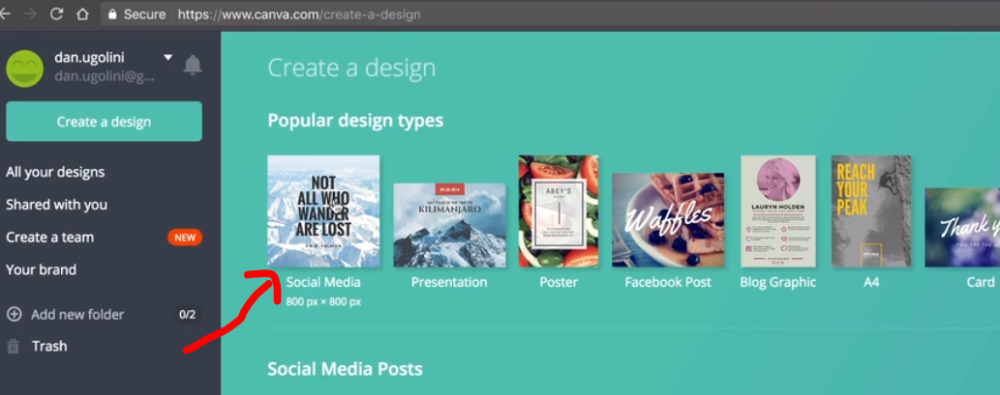 Secure https://www.canva.com/create-a-design
dan.ugolini
dan.ugolini@g...
Create a design
All your designs
Shared with you
Create a team NEW
Your brand
Add new folder 0/2
Trash
Create a design
Popular design types
NOT
ALL WHO
WANDER
ARE LOST
J.R.R. TOLKIEN
Social Media
800 px × 800 px
KILIMANJARO
Presentation
ABEY'S
Poster
Waffles
Facebook Post
LAURYN HOLDEN
Blog Graphic
REACH
YOUR
PEAK
A4
Thank y
Card
Social Media Posts